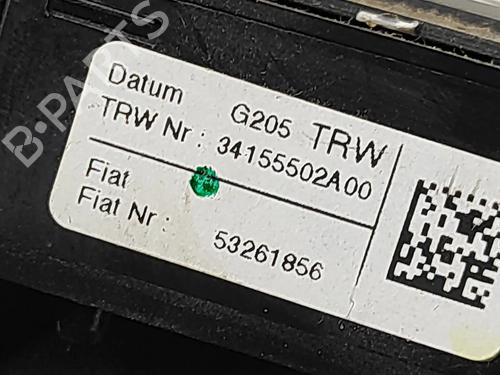 Datum G205 TRW
TRW Nr : 34155502A00
Fiat
Fiat Nr : 53261856
B-PARTS